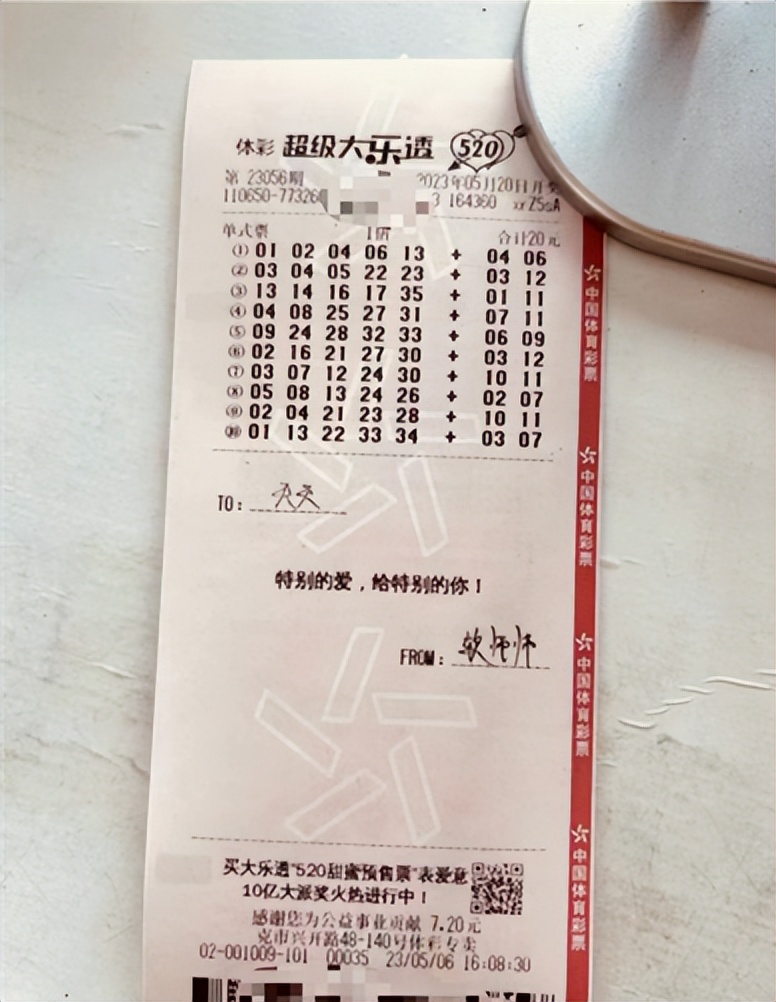 体彩 超级大乐透 520
第 23056期 2023年05月20日开奖
110650-77326 3 164360 xrZ5sA
单式票 1倍 合计20元
① 01 02 04 06 13 + 04 06
② 03 04 05 22 23 + 03 12
③ 13 14 16 17 35 + 01 11
④ 04 08 25 27 31 + 07 11
⑤ 09 24 28 32 33 + 06 09
⑥ 02 16 21 27 30 + 03 12
⑦ 03 07 12 24 30 + 10 11
⑧ 05 08 13 24 26 + 02 07
⑨ 02 04 21 23 28 + 10 11
⑩ 01 13 22 33 34 + 03 07
TO: 天天
特别的爱，给特别的你！
FROM: 软师师
买大乐透"520甜蜜预售票"表爱意
10亿大派奖火热进行中！
感谢您为公益事业贡献 7.20元
克市兴开路48-140号体彩专卖
02-001009-101 00035 23/05/06 16:08:30
中国体育彩票
中国体育彩票
中国体育彩票
中国体育彩票